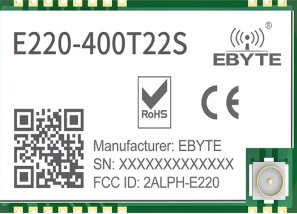 E220-400T22S
EBYTE
RoHS
CE
Manufacturer: EBYTE
SN: XXXXXXXXXXXXX
FCC ID: 2ALPH-E220